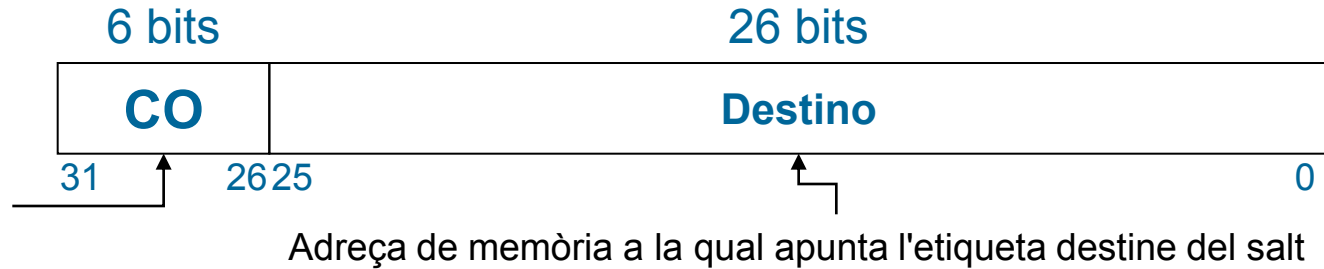 6 bits 26 bits
CO Destino
31 26 25 0
Adreça de memòria a la qual apunta l'etiqueta destine del salt